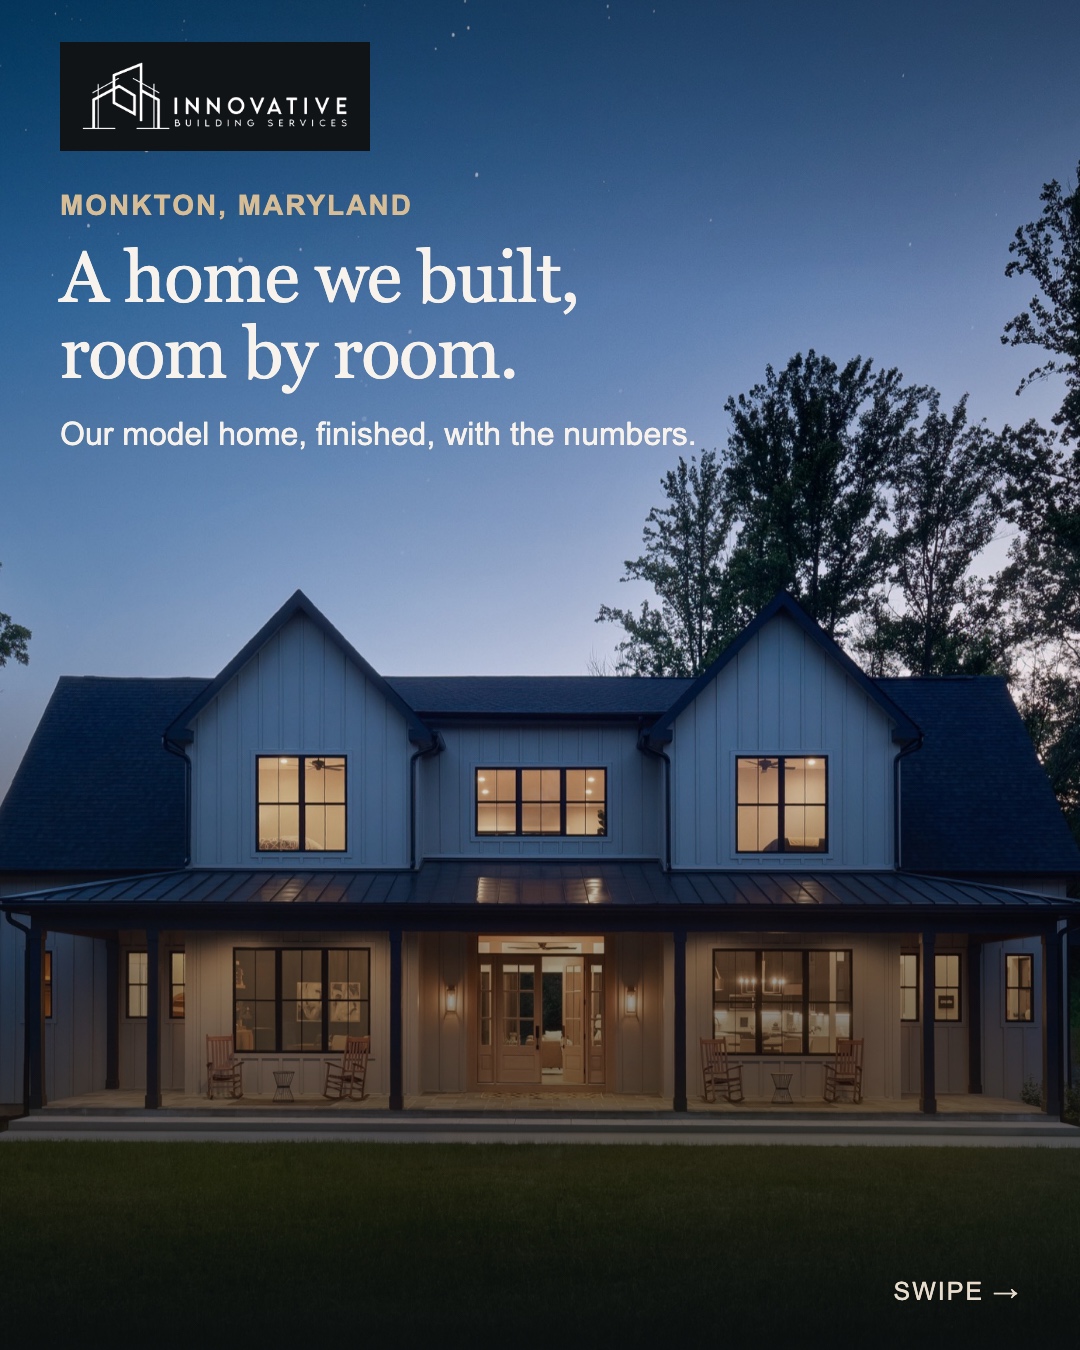 INNOVATIVE
BUILDING SERVICES
MONKTON, MARYLAND
A home we built,
room by room.
Our model home, finished, with the numbers.
SWIPE →